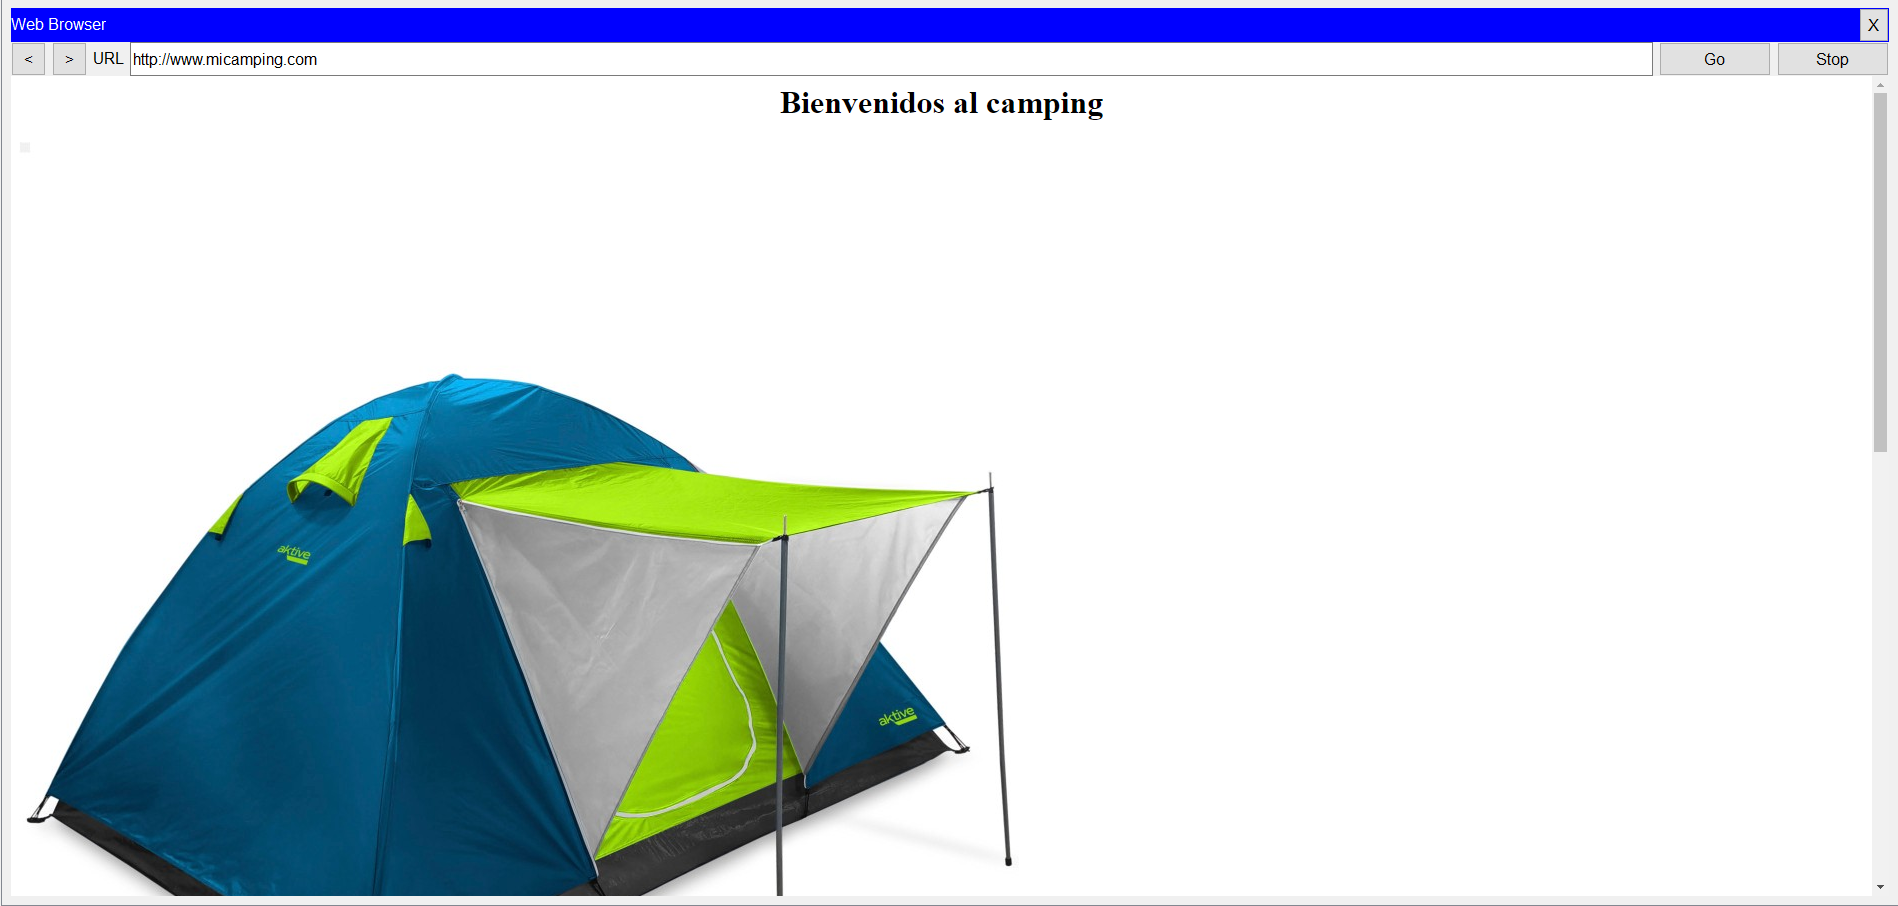 Web Browser
X
< > URL http://www.micamping.com Go Stop
Bienvenidos al camping
aktive
aktive